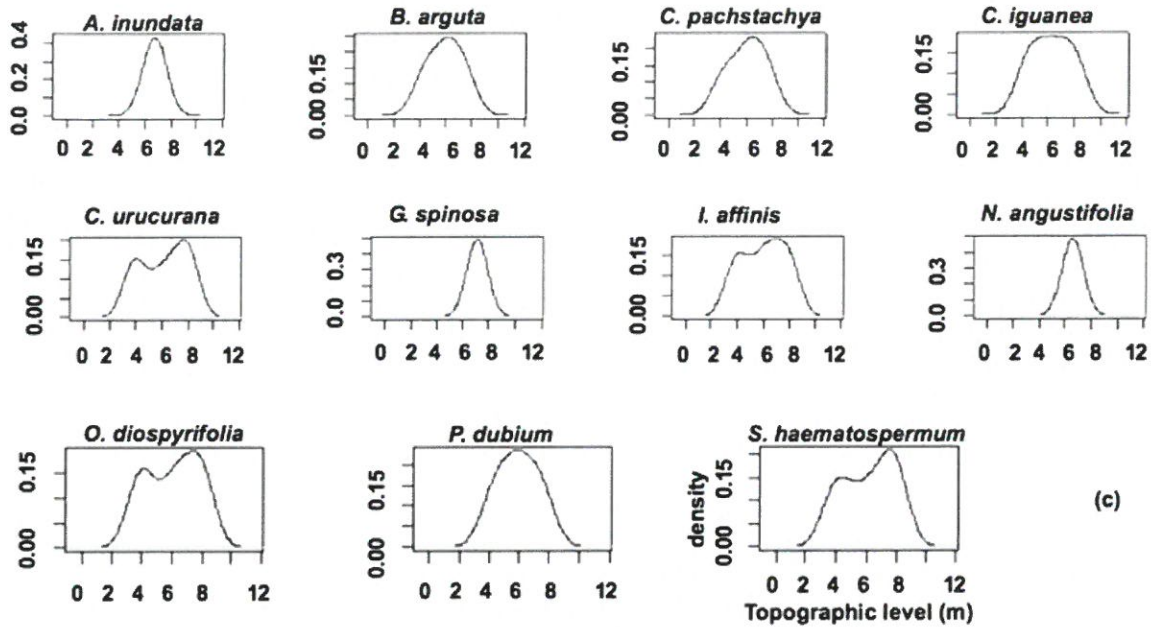 A. inundata
B. arguta
C. pachstachya
C. iguanea
0.0 0.2 0.4
0.00 0.15
0.00 0.15
0.00 0.15
0 2 4 6 8 12
0 2 4 6 8 12
0 2 4 6 8 12
0 2 4 6 8 12
C. urucurana
G. spinosa
I. affinis
N. angustifolia
0.00 0.15
0.0 0.3
0.00 0.15
0.0 0.3
0 2 4 6 8 12
0 2 4 6 8 12
0 2 4 6 8 12
0 2 4 6 8 12
O. diospyrifolia
P. dubium
S. haematospermum
0.00 0.15
0.00 0.15
density
0.00 0.15
(c)
0 2 4 6 8 12
0 2 4 6 8 12
0 2 4 6 8 12
Topographic level (m)